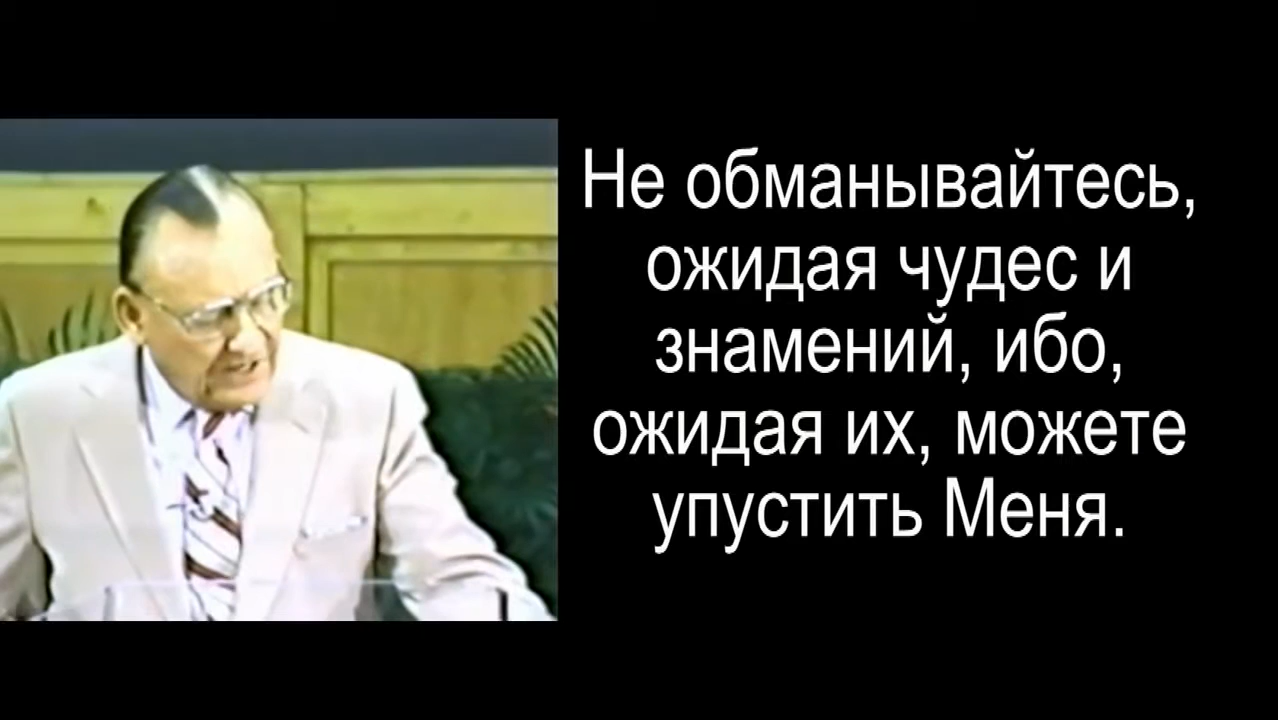 Не обманывайтесь,
ожидая чудес и
знамений, ибо,
ожидая их, можете
упустить Меня.